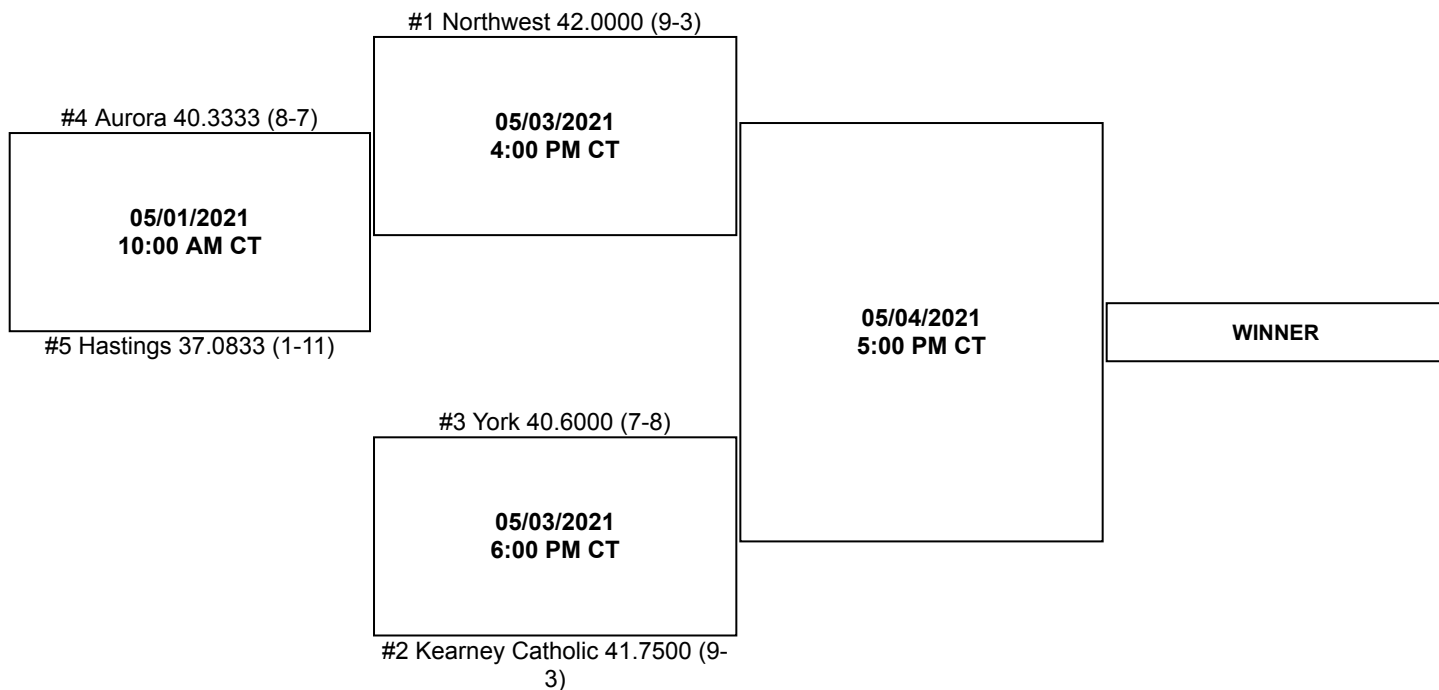 #1 Northwest 42.0000 (9-3)
05/03/2021
4:00 PM CT
#4 Aurora 40.3333 (8-7)
05/01/2021
10:00 AM CT
#5 Hastings 37.0833 (1-11)
05/04/2021
5:00 PM CT
WINNER
#3 York 40.6000 (7-8)
05/03/2021
6:00 PM CT
#2 Kearney Catholic 41.7500 (9-
3)